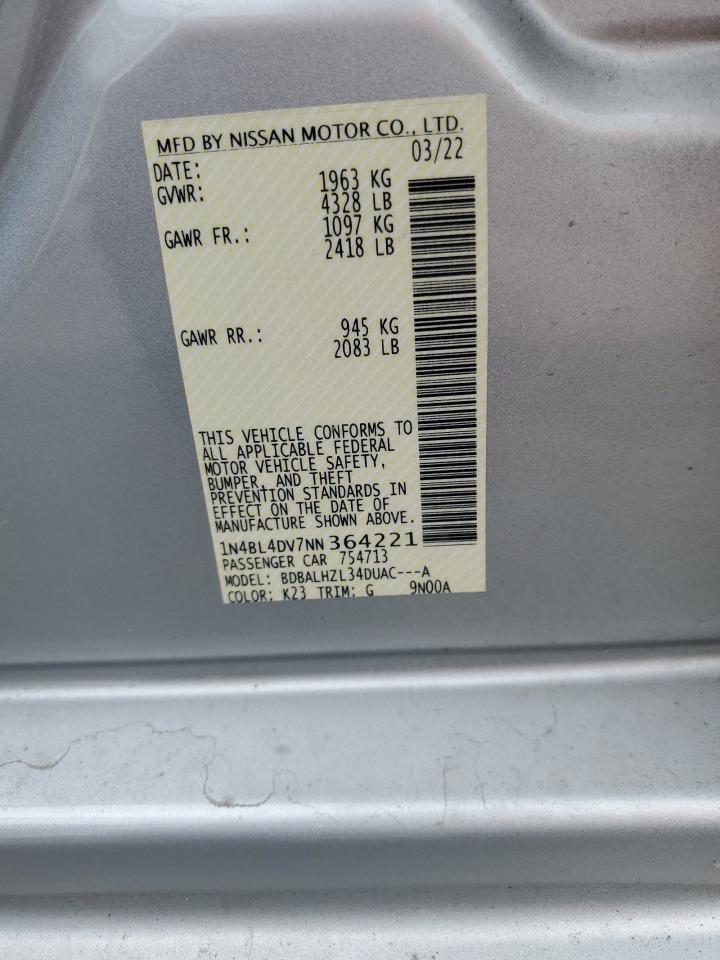 MFD BY NISSAN MOTOR CO., LTD.
DATE: 03/22
GVWR: 1963 KG
4328 LB
GAWR FR.: 1097 KG
2418 LB
GAWR RR.: 945 KG
2083 LB
THIS VEHICLE CONFORMS TO
ALL APPLICABLE FEDERAL
MOTOR VEHICLE SAFETY,
BUMPER, AND THEFT
PREVENTION STANDARDS IN
EFFECT ON THE DATE OF
MANUFACTURE SHOWN ABOVE.
1N4BL4DV7NN364221
PASSENGER CAR 754713
MODEL: BDBALHZL34DUAC---A
COLOR: K23 TRIM: G 9N00A